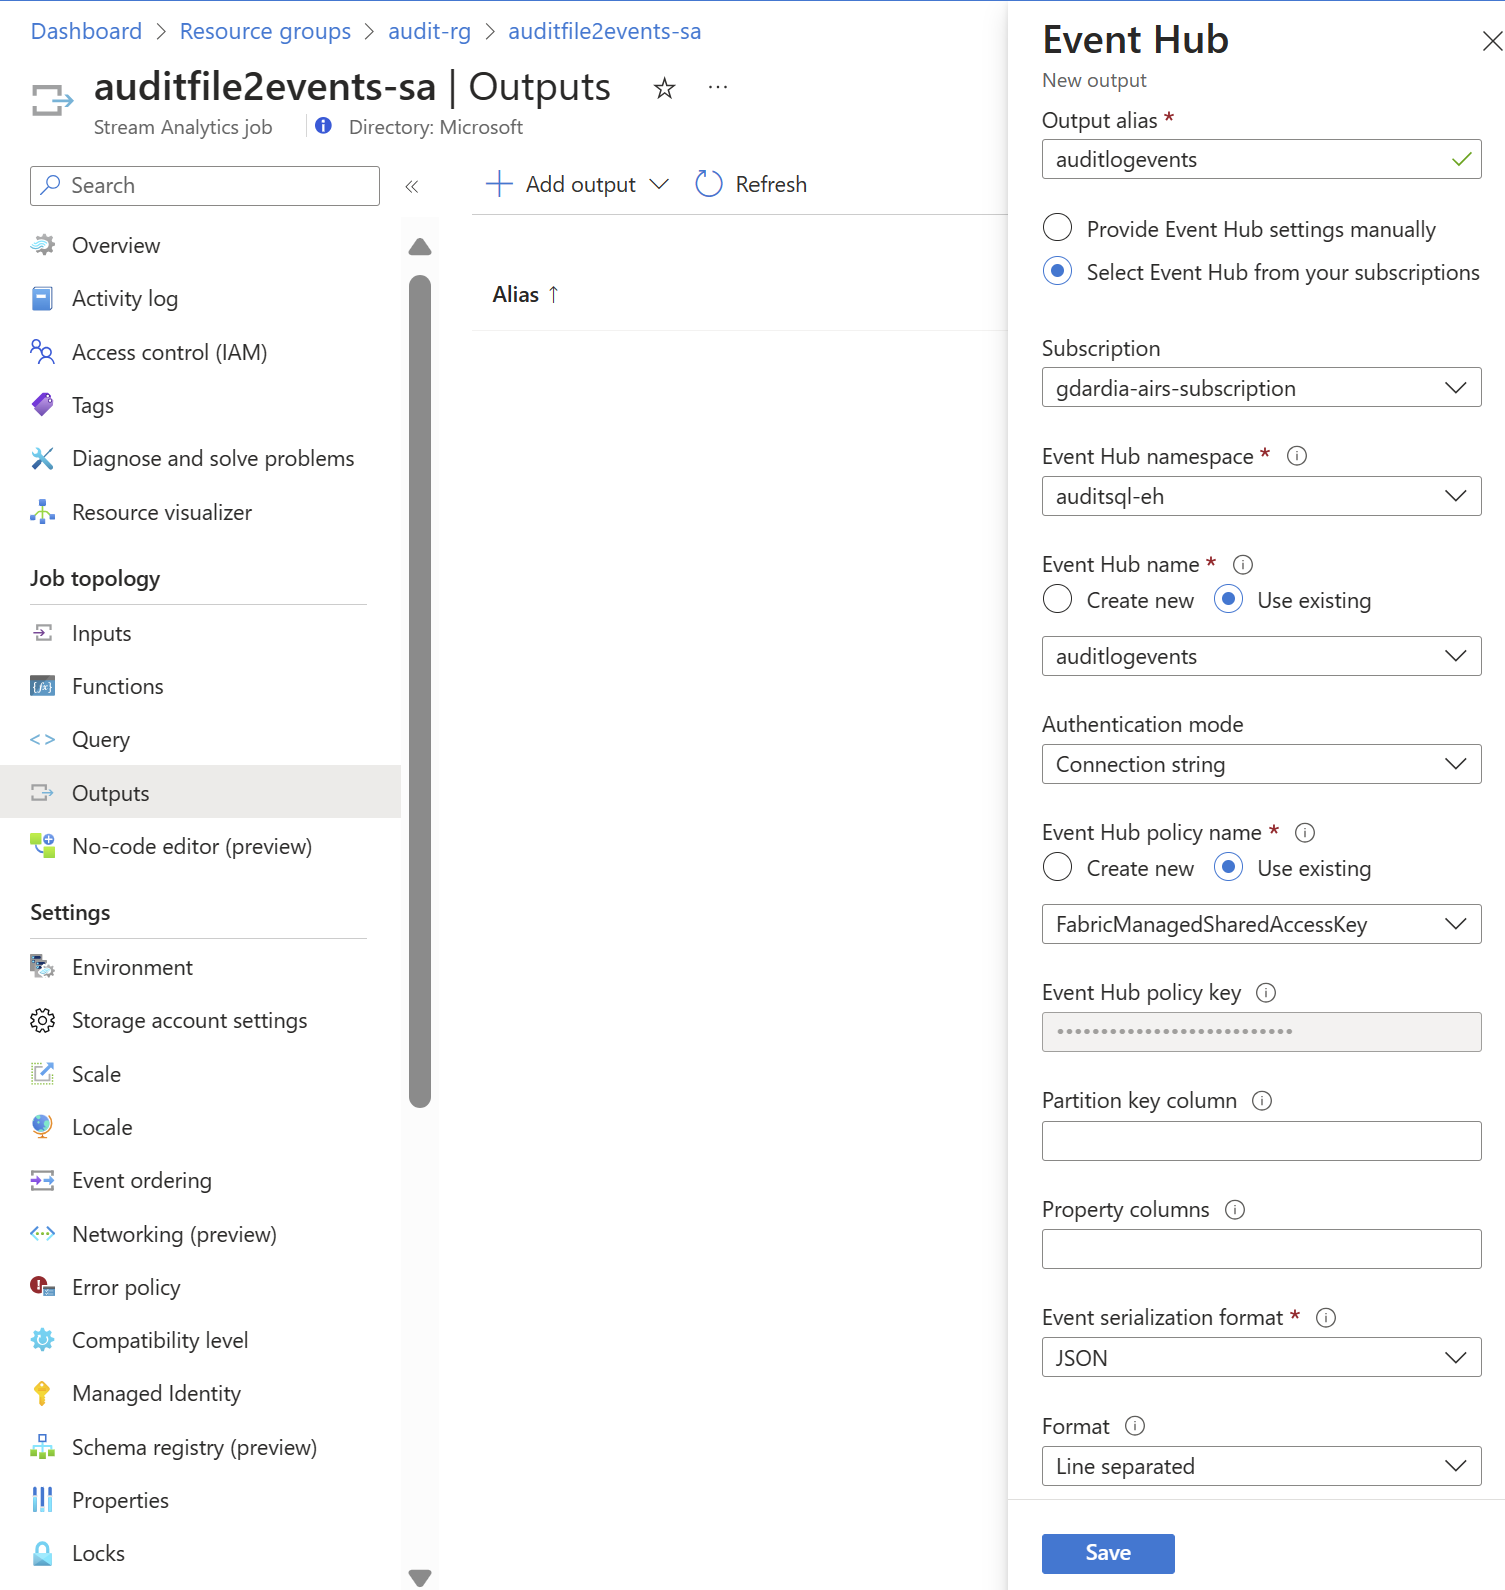 Dashboard > Resource groups > audit-rg > auditfile2events-sa
auditfile2events-sa | Outputs
Stream Analytics job
Directory: Microsoft
Search
Overview
Activity log
Access control (IAM)
Tags
Diagnose and solve problems
Resource visualizer
Job topology
Inputs
Functions
Query
Outputs
No-code editor (preview)
Settings
Environment
Storage account settings
Scale
Locale
Event ordering
Networking (preview)
Error policy
Compatibility level
Managed Identity
Schema registry (preview)
Properties
Locks
Add output
Refresh
Alias ↑
Event Hub
New output
Output alias *
auditlogevents
Provide Event Hub settings manually
Select Event Hub from your subscriptions
Subscription
gdardia-airs-subscription
Event Hub namespace *
auditsql-eh
Event Hub name *
Create new
Use existing
auditlogevents
Authentication mode
Connection string
Event Hub policy name *
Create new
Use existing
FabricManagedSharedAccessKey
Event Hub policy key
•••••••••••••••••••••••••••
Partition key column
Property columns
Event serialization format *
JSON
Format
Line separated
Save